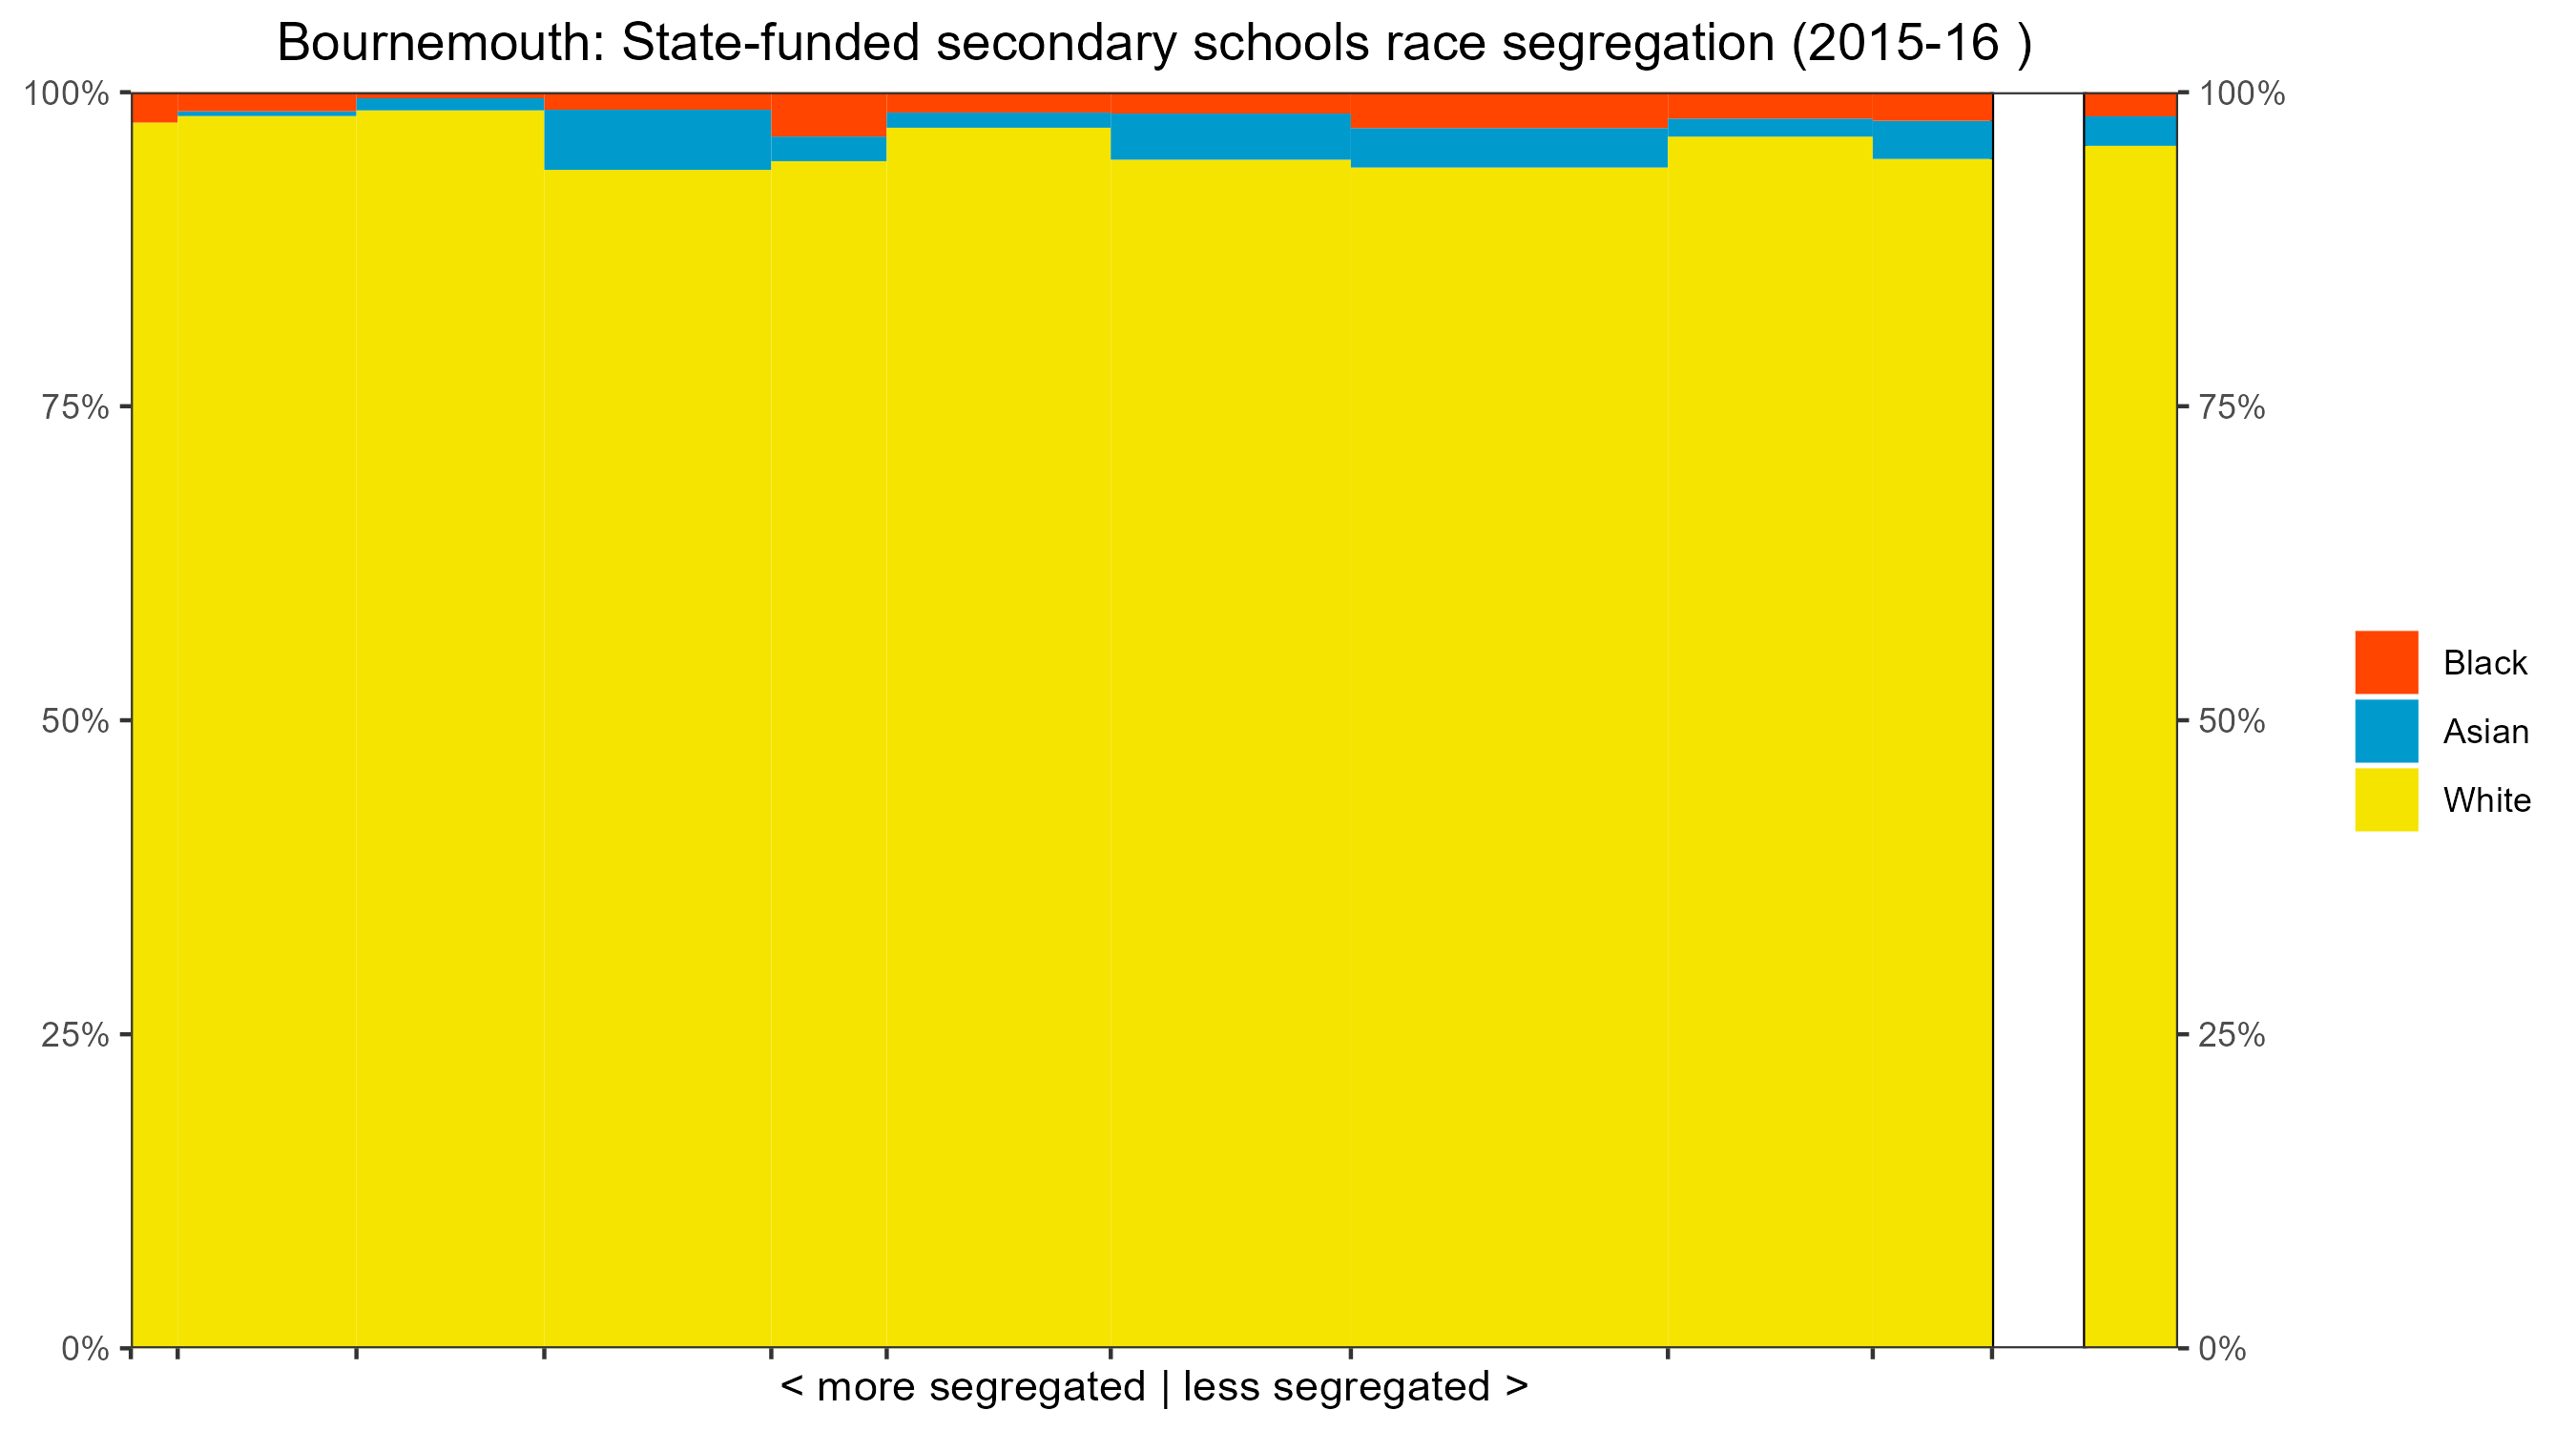 Bournemouth: State-funded secondary schools race segregation (2015-16 )
100%
75%
50%
25%
0%
100%
75%
50%
25%
0%
Black
Asian
White
< more segregated | less segregated >